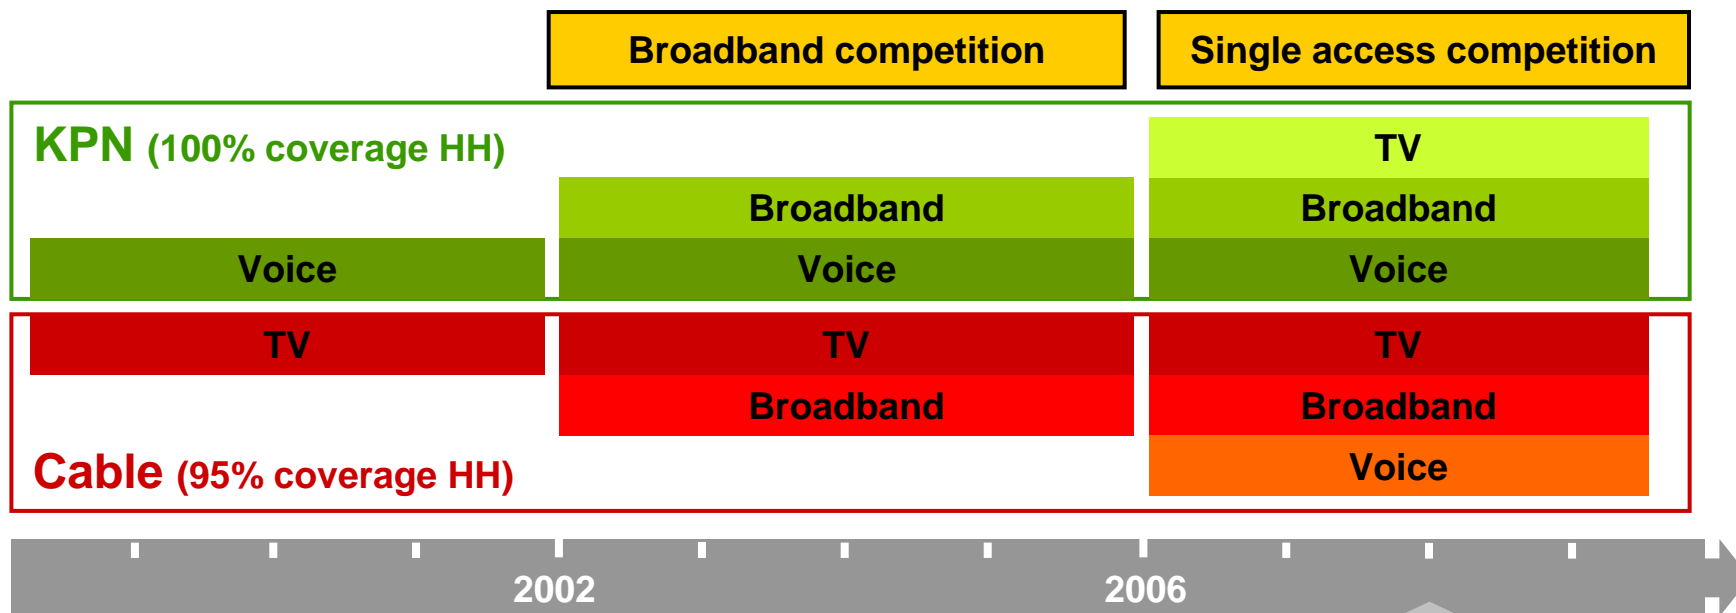 Broadband competition
Single access competition
KPN (100% coverage HH)
TV
Broadband
Broadband
Voice
Voice
Voice
TV
TV
TV
Broadband
Broadband
Cable (95% coverage HH)
Voice
2002
2006